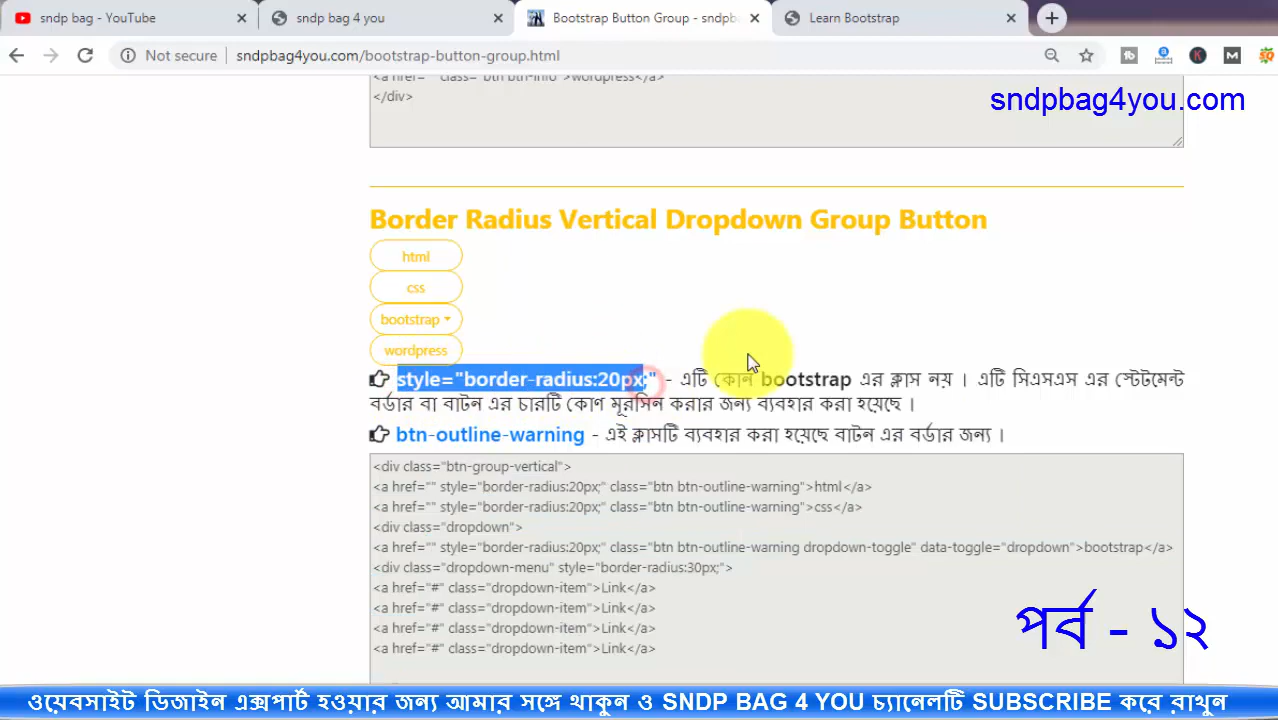 sndp bag - YouTube
sndp bag 4 you
Bootstrap Button Group - sndpb
Learn Bootstrap
Not secure
sndpbag4you.com/bootstrap-button-group.html
<a href="" class="btn btn-info">wordpress</a>
</div>
sndpbag4you.com
Border Radius Vertical Dropdown Group Button
html
css
bootstrap
wordpress
style="border-radius:20px;" - এটি কোন bootstrap এর ক্লাস নয় । এটি সিএসএস এর স্টেটমেন্ট
বর্ডার বা বাটন এর চারটি কোণ মূরসিন করার জন্য ব্যবহার করা হয়েছে ।
btn-outline-warning - এই ক্লাসটি ব্যবহার করা হয়েছে বাটন এর বর্ডার জন্য ।
<div class="btn-group-vertical">
<a href="" style="border-radius:20px;" class="btn btn-outline-warning">html</a>
<a href="" style="border-radius:20px;" class="btn btn-outline-warning">css</a>
<div class="dropdown">
<a href="" style="border-radius:20px;" class="btn btn-outline-warning dropdown-toggle" data-toggle="dropdown">bootstrap</a>
<div class="dropdown-menu" style="border-radius:30px;">
<a href="#" class="dropdown-item">Link</a>
<a href="#" class="dropdown-item">Link</a>
<a href="#" class="dropdown-item">Link</a>
<a href="#" class="dropdown-item">Link</a>
পর্ব - ১২
ওয়েবসাইট ডিজাইন এক্সপার্ট হওয়ার জন্য আমার সঙ্গে থাকুন ও SNDP BAG 4 YOU চ্যানেলটি SUBSCRIBE করে রাখুন